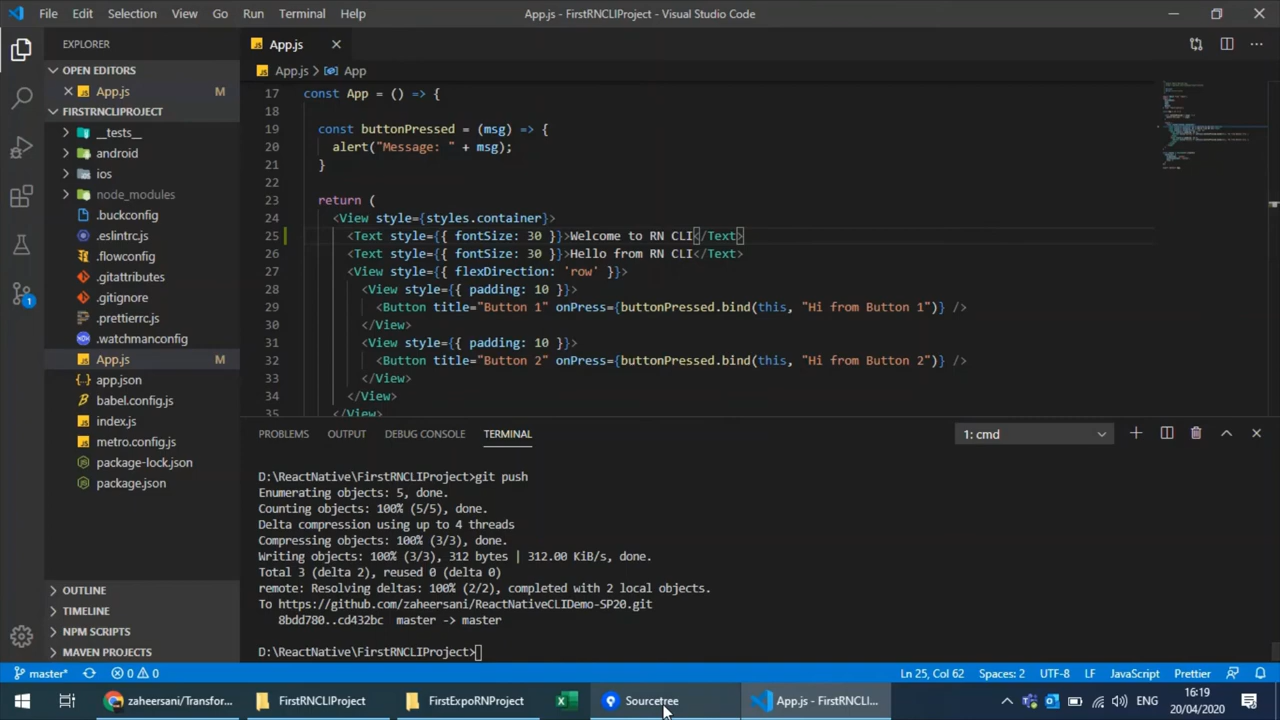 File Edit Selection View Go Run Terminal Help App.js - FirstRNCLIProject - Visual Studio Code
EXPLORER
App.js
OPEN EDITORS
App.js M
FIRSTRNCLIPROJECT
__tests__
android
ios
node_modules
.buckconfig
.eslintrc.js
.flowconfig
.gitattributes
.gitignore
.prettierrc.js
.watchmanconfig
App.js M
app.json
babel.config.js
index.js
metro.config.js
package-lock.json
package.json
OUTLINE
TIMELINE
NPM SCRIPTS
MAVEN PROJECTS
1
App.js > App
17 const App = () => {
18
19 const buttonPressed = (msg) => {
20 alert("Message: " + msg);
21 }
22
23 return (
24 <View style={styles.container}>
25 <Text style={{ fontSize: 30 }}>Welcome to RN CLI</Text>
26 <Text style={{ fontSize: 30 }}>Hello from RN CLI</Text>
27 <View style={{ flexDirection: 'row' }}>
28 <View style={{ padding: 10 }}>
29 <Button title="Button 1" onPress={buttonPressed.bind(this, "Hi from Button 1")} />
30 </View>
31 <View style={{ padding: 10 }}>
32 <Button title="Button 2" onPress={buttonPressed.bind(this, "Hi from Button 2")} />
33 </View>
34 </View>
35 </View>
PROBLEMS OUTPUT DEBUG CONSOLE TERMINAL 1: cmd
D:\ReactNative\FirstRNCLIProject>git push
Enumerating objects: 5, done.
Counting objects: 100% (5/5), done.
Delta compression using up to 4 threads
Compressing objects: 100% (3/3), done.
Writing objects: 100% (3/3), 312 bytes | 312.00 KiB/s, done.
Total 3 (delta 2), reused 0 (delta 0)
remote: Resolving deltas: 100% (2/2), completed with 2 local objects.
To https://github.com/zaheersani/ReactNativeCLIDemo-SP20.git
8bdd780..cd432bc master -> master
D:\ReactNative\FirstRNCLIProject>
master* 0 0 Ln 25, Col 62 Spaces: 2 UTF-8 LF JavaScript Prettier
zaheersani/Transfor... FirstRNCLIProject FirstExpoRNProject Sourcetree App.js - FirstRNCLI... ENG 16:19
20/04/2020